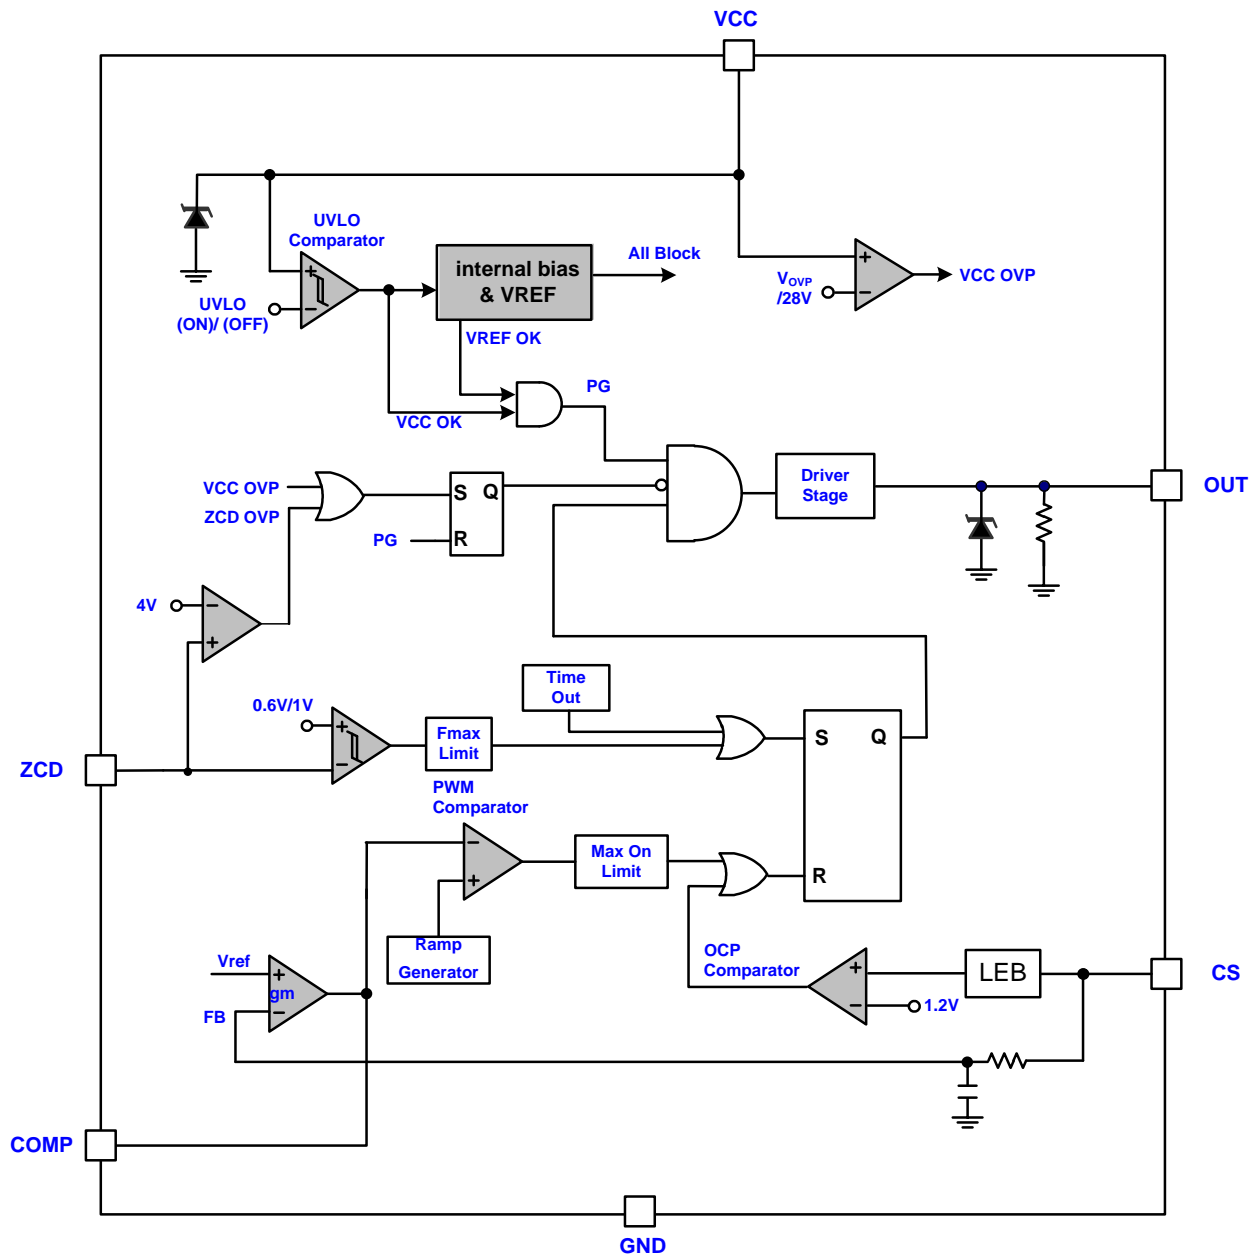 VCC
UVLO
Comparator
+
−
UVLO
(ON)/ (OFF)
internal bias
& VREF
All Block
VREF OK
+
−
VOVP
/28V
VCC OVP
PG
VCC OK
VCC OVP
ZCD OVP
S
Q
R
PG
Driver
Stage
OUT
4V
−
+
Time
Out
0.6V/1V
+
−
Fmax
Limit
S
Q
R
ZCD
PWM
Comparator
−
+
Max On
Limit
Ramp
Generator
OCP
Comparator
+
−
LEB
1.2V
CS
Vref
+
gm
−
FB
COMP
GND